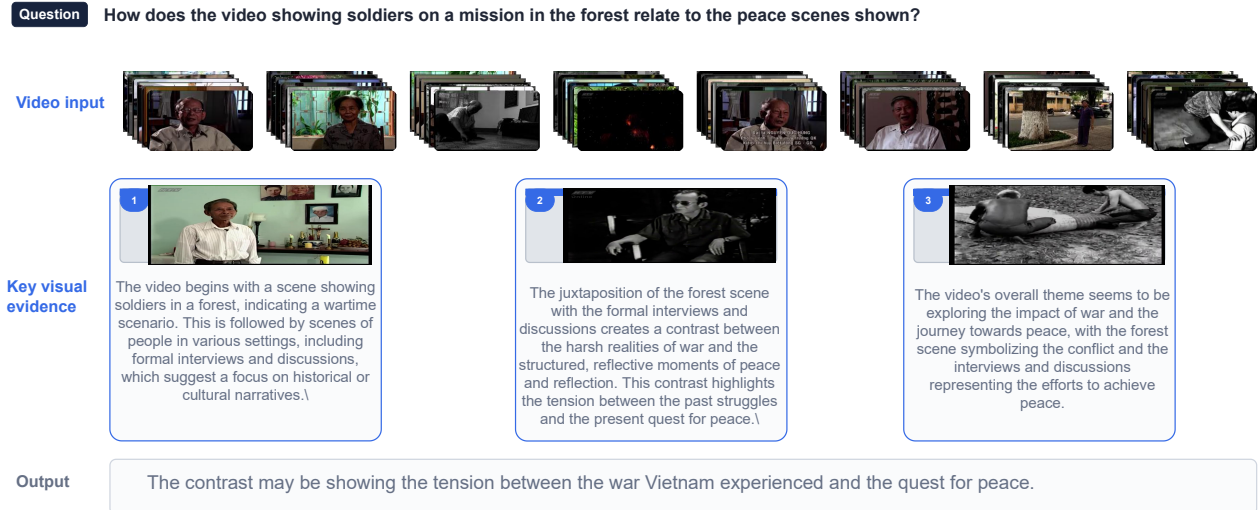 Question How does the video showing soldiers on a mission in the forest relate to the peace scenes shown?
Video input
Key visual
evidence
1
The video begins with a scene showing
soldiers in a forest, indicating a wartime
scenario. This is followed by scenes of
people in various settings, including
formal interviews and discussions,
which suggest a focus on historical or
cultural narratives.\
2
The juxtaposition of the forest scene
with the formal interviews and
discussions creates a contrast between
the harsh realities of war and the
structured, reflective moments of peace
and reflection. This contrast highlights
the tension between the past struggles
and the present quest for peace.\
3
The video's overall theme seems to be
exploring the impact of war and the
journey towards peace, with the forest
scene symbolizing the conflict and the
interviews and discussions
representing the efforts to achieve
peace.
Output
The contrast may be showing the tension between the war Vietnam experienced and the quest for peace.